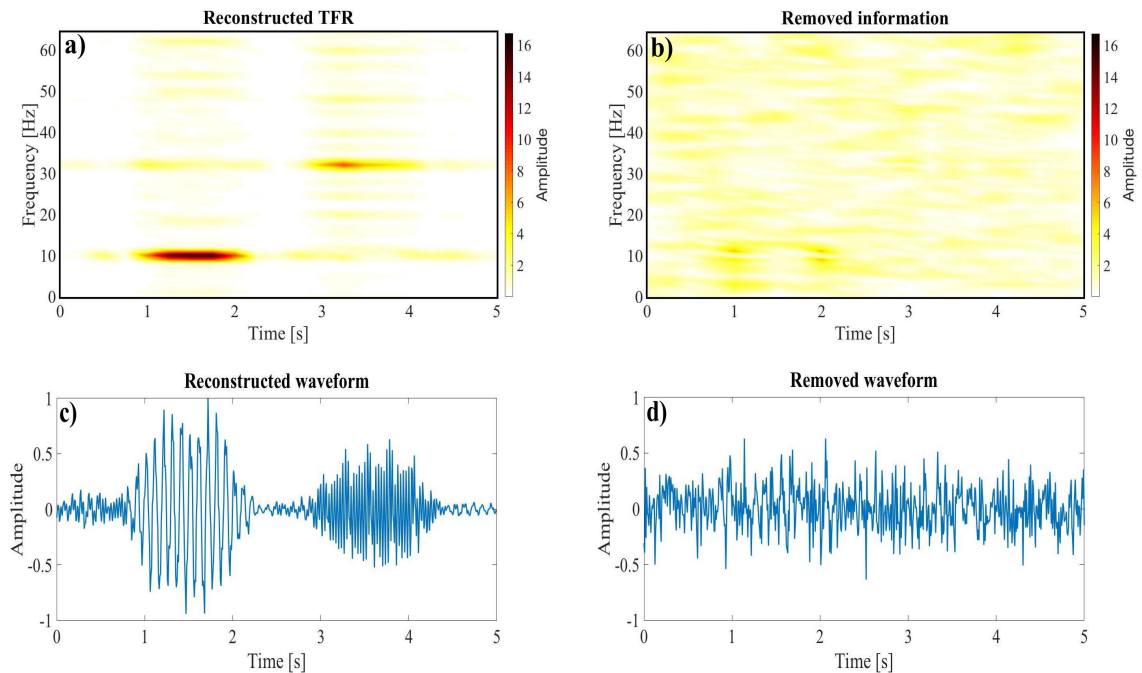 Reconstructed TFR
a)
60
50
40
30
20
10
0
Frequency [Hz]
0 1 2 3 4 5
Time [s]
16
14
12
10
8
6
4
2
Amplitude
Removed information
b)
60
50
40
30
20
10
0
Frequency [Hz]
0 1 2 3 4 5
Time [s]
16
14
12
10
8
6
4
2
Amplitude
Reconstructed waveform
c)
1
0.5
0
-0.5
-1
Amplitude
0 1 2 3 4 5
Time [s]
Removed waveform
d)
1
0.5
0
-0.5
-1
Amplitude
0 1 2 3 4 5
Time [s]